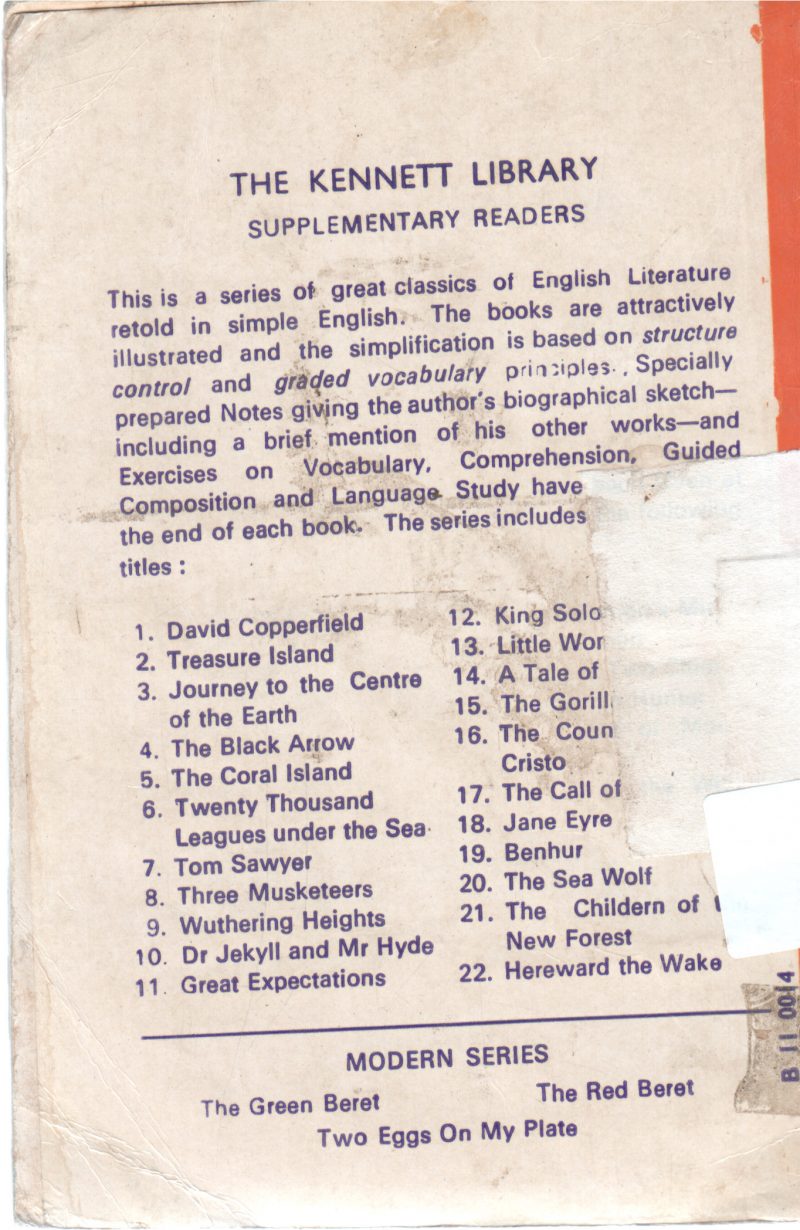 THE KENNETT LIBRARY
SUPPLEMENTARY READERS
This is a series of great classics of English Literature
retold in simple English. The books are attractively
illustrated and the simplification is based on structure
control and graded vocabulary principles. Specially
prepared Notes giving the author's biographical sketch—
including a brief mention of his other works—and
Exercises on Vocabulary, Comprehension, Guided
Composition and Language Study have
the end of each book. The series includes
titles :
1. David Copperfield
2. Treasure Island
3. Journey to the Centre
of the Earth
4. The Black Arrow
5. The Coral Island
6. Twenty Thousand
Leagues under the Sea
7. Tom Sawyer
8. Three Musketeers
9. Wuthering Heights
10. Dr Jekyll and Mr Hyde
11. Great Expectations
12. King Solo
13. Little Wor
14. A Tale of
15. The Gorill
16. The Coun
Cristo
17. The Call of
18. Jane Eyre
19. Benhur
20. The Sea Wolf
21. The Childern of
New Forest
22. Hereward the Wake
MODERN SERIES
The Green Beret
The Red Beret
Two Eggs On My Plate
B 11 0014